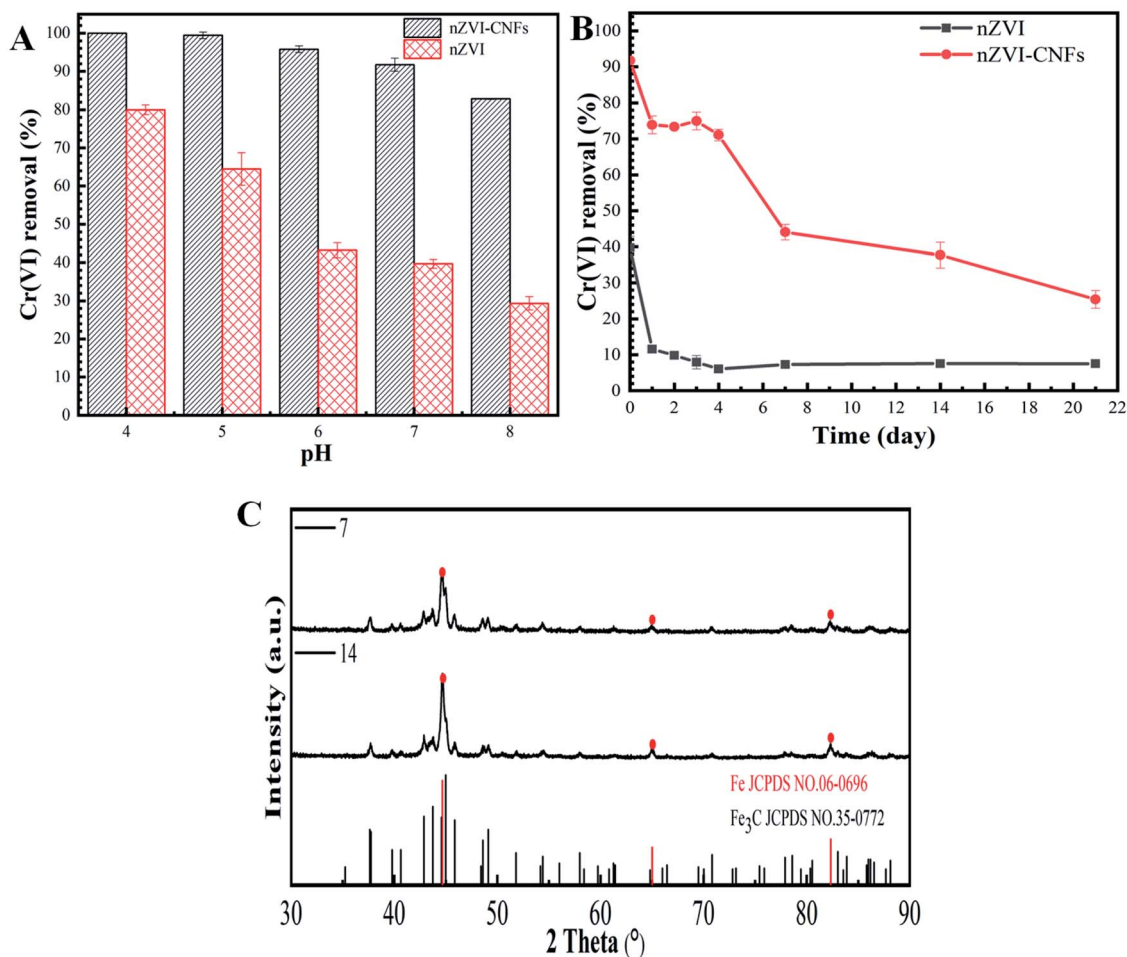 A
nZVI-CNFs
nZVI
Cr(VI) removal (%)
100
90
80
70
60
50
40
30
20
10
0
4 5 6 7 8
pH
B
nZVI
nZVI-CNFs
Cr(VI) removal (%)
100
90
80
70
60
50
40
30
20
10
0
0 2 4 6 8 10 12 14 16 18 20 22
Time (day)
C
7
14
Intensity (a.u.)
Fe JCPDS NO.06-0696
Fe₃C JCPDS NO.35-0772
30 40 50 60 70 80 90
2 Theta (°)